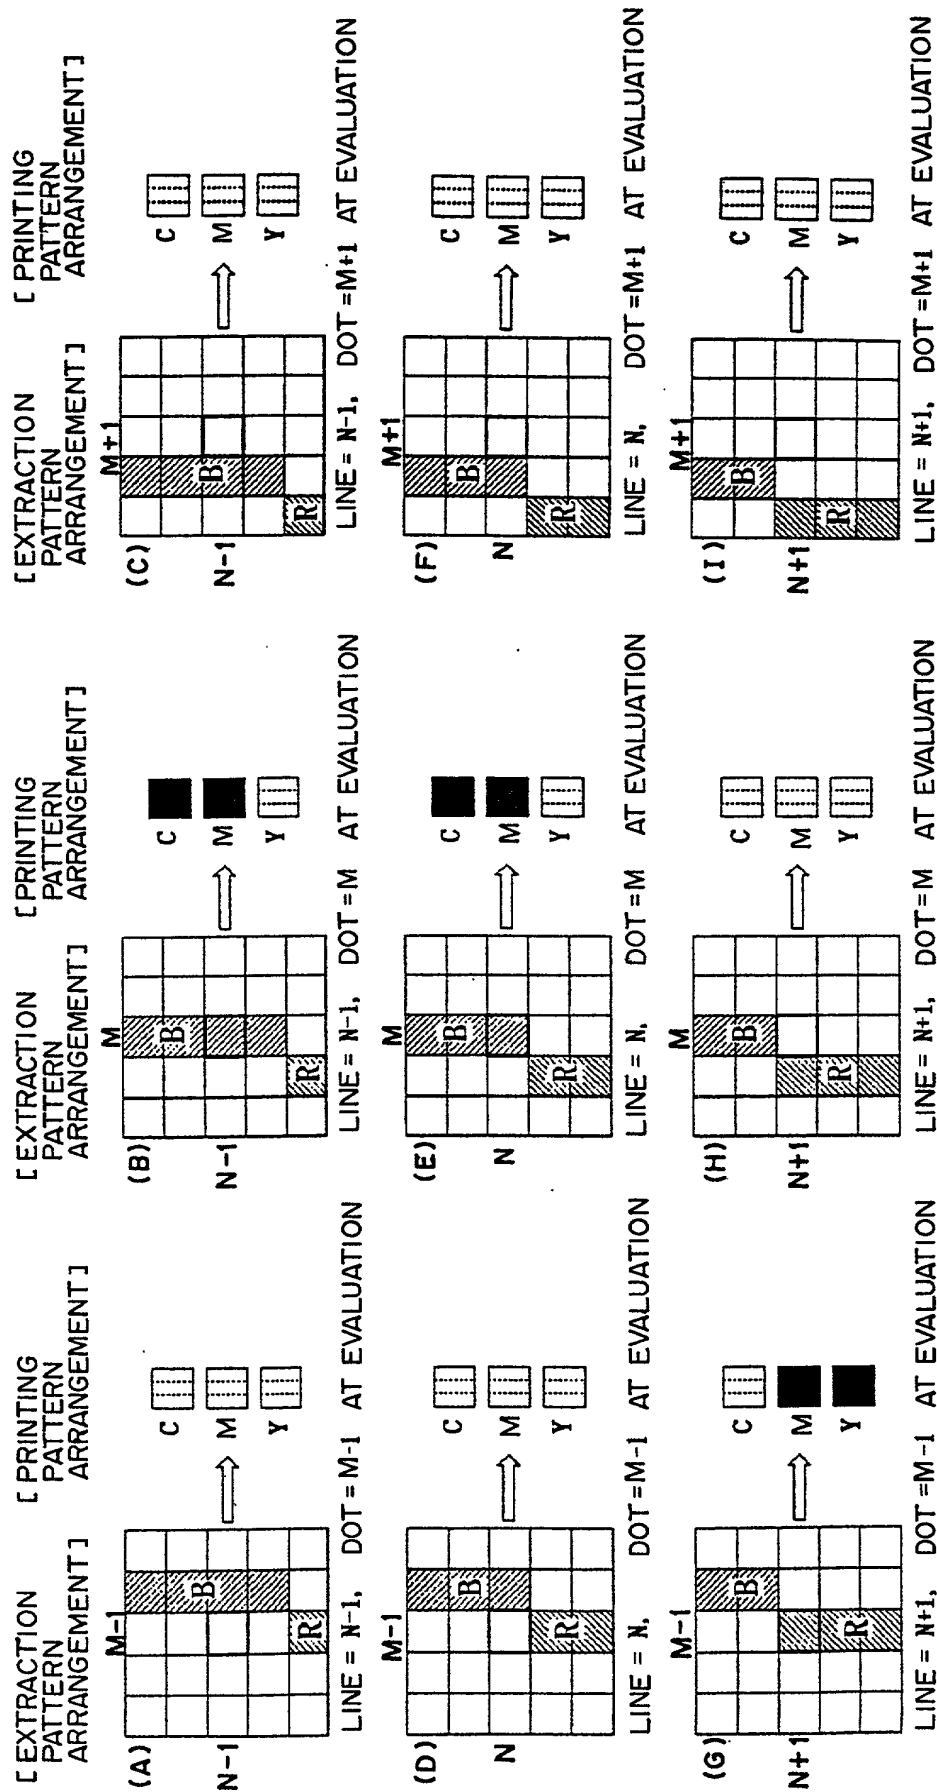 [EXTRACTION PATTERN ARRANGEMENT]
[PRINTING PATTERN ARRANGEMENT]
[EXTRACTION PATTERN ARRANGEMENT]
[PRINTING PATTERN ARRANGEMENT]
[EXTRACTION PATTERN ARRANGEMENT]
[PRINTING PATTERN ARRANGEMENT]
(A)
M-1
N-1
B
R
C
M
Y
LINE = N-1, DOT = M-1 AT EVALUATION
(B)
M
N-1
B
R
C
M
Y
LINE = N-1, DOT = M AT EVALUATION
(C)
M+1
N-1
B
R
C
M
Y
LINE = N-1, DOT = M+1 AT EVALUATION
(D)
M-1
N
B
R
C
M
Y
LINE = N, DOT = M-1 AT EVALUATION
(E)
M
N
B
R
C
M
Y
LINE = N, DOT = M AT EVALUATION
(F)
M+1
N
B
R
C
M
Y
LINE = N, DOT = M+1 AT EVALUATION
(G)
M-1
N+1
B
R
C
M
Y
LINE = N+1, DOT = M-1 AT EVALUATION
(H)
M
N+1
B
R
C
M
Y
LINE = N+1, DOT = M AT EVALUATION
(I)
M+1
N+1
B
R
C
M
Y
LINE = N+1, DOT = M+1 AT EVALUATION